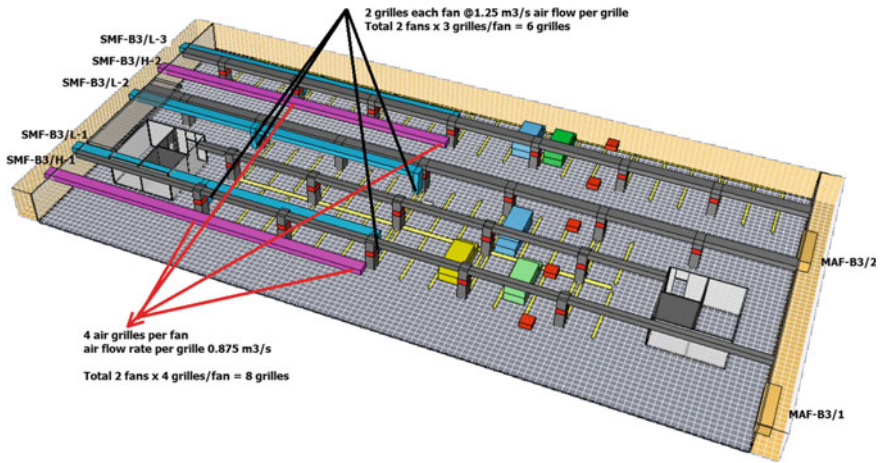 2 grilles each fan @1.25 m3/s air flow per grille
Total 2 fans x 3 grilles/fan = 6 grilles
SMF-B3/L-3
SMF-B3/H-2
SMF-B3/L-2
SMF-B3/L-1
SMF-B3/H-1
MAF-B3/2
4 air grilles per fan
air flow rate per grille 0.875 m3/s
Total 2 fans x 4 grilles/fan = 8 grilles
MAF-B3/1